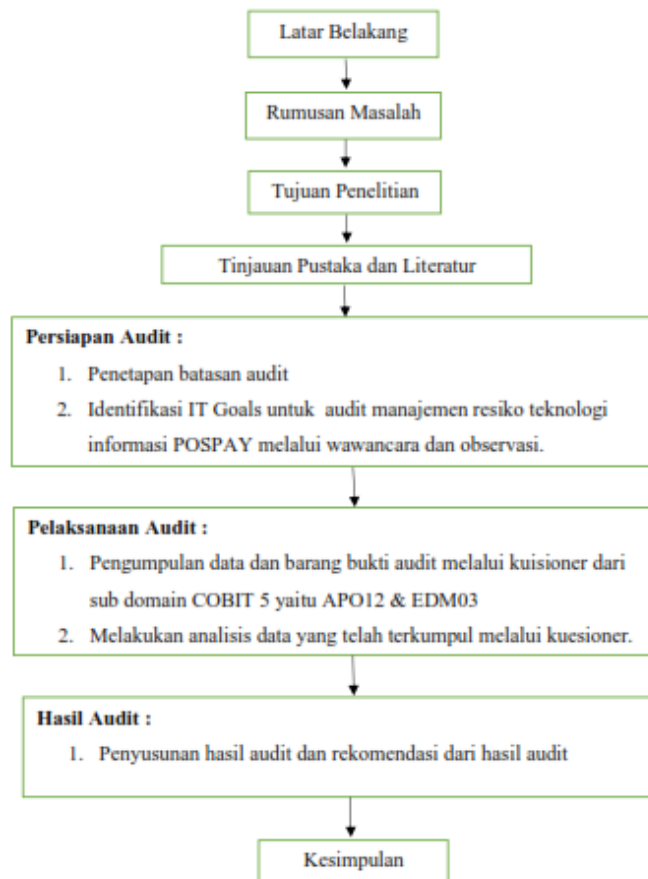 Latar Belakang
Rumusan Masalah
Tujuan Penelitian
Tinjauan Pustaka dan Literatur
Persiapan Audit :
1. Penetapan batasan audit
2. Identifikasi IT Goals untuk audit manajemen resiko teknologi
informasi POSPAY melalui wawancara dan observasi.
Pelaksanaan Audit :
1. Pengumpulan data dan barang bukti audit melalui kuisioner dari
sub domain COBIT 5 yaitu APO12 & EDM03
2. Melakukan analisis data yang telah terkumpul melalui kuesioner.
Hasil Audit :
1. Penyusunan hasil audit dan rekomendasi dari hasil audit
Kesimpulan